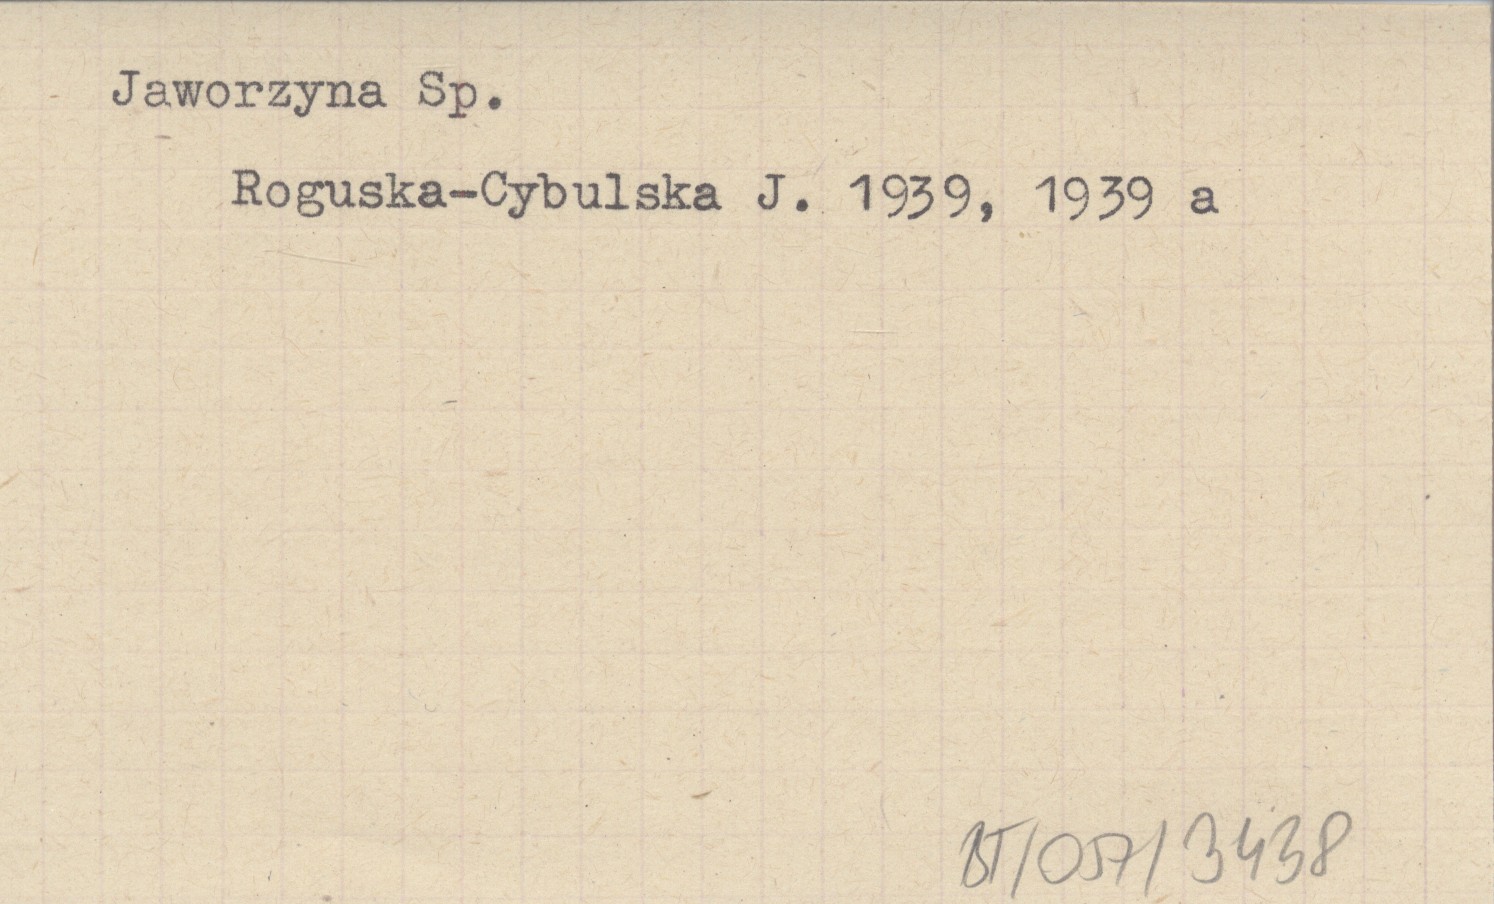 Jaworzyna Sp.
Roguska-Cybulska J. 1939, 1939 a
BT/057/3438